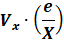 Vₓ · (e/X)